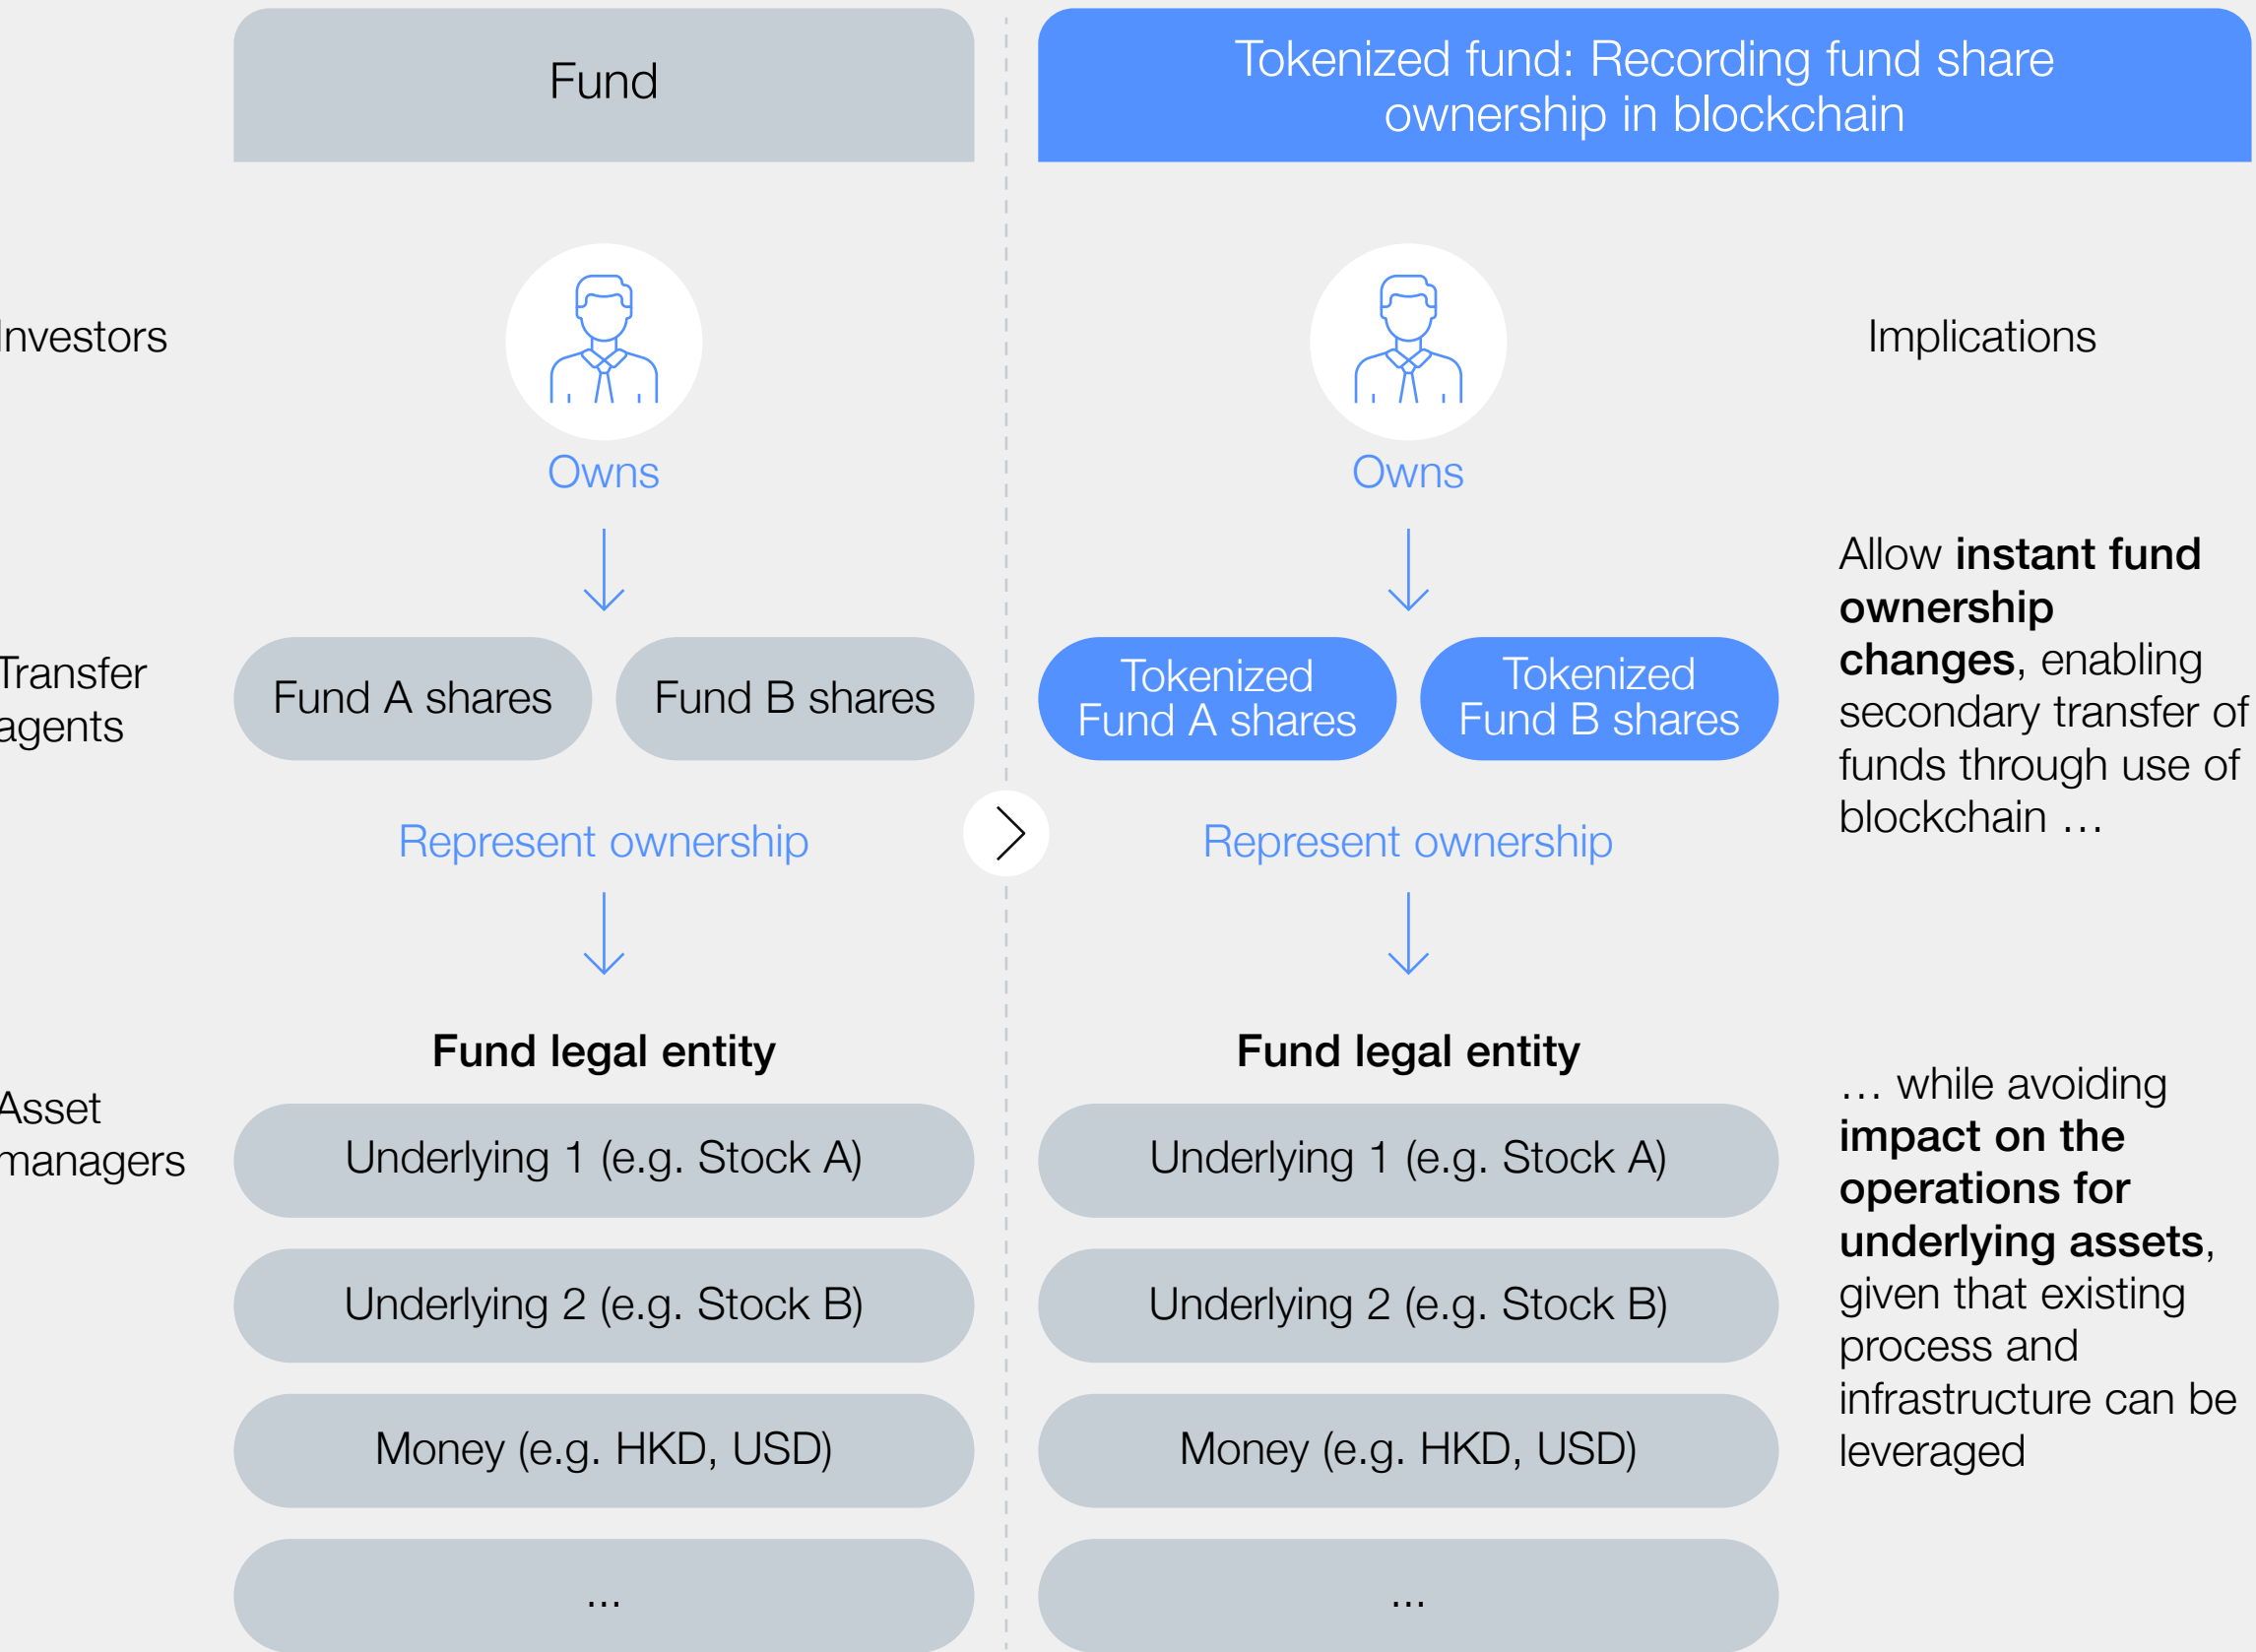 Fund
Tokenized fund: Recording fund share
ownership in blockchain
Investors
Implications
Owns
Owns
Transfer
agents
Fund A shares
Fund B shares
Tokenized
Fund A shares
Tokenized
Fund B shares
Allow instant fund
ownership
changes, enabling
secondary transfer of
funds through use of
blockchain …
Represent ownership
Represent ownership
Asset
managers
Fund legal entity
Underlying 1 (e.g. Stock A)
Underlying 2 (e.g. Stock B)
Money (e.g. HKD, USD)
...
Fund legal entity
Underlying 1 (e.g. Stock A)
Underlying 2 (e.g. Stock B)
Money (e.g. HKD, USD)
...
… while avoiding
impact on the
operations for
underlying assets,
given that existing
process and
infrastructure can be
leveraged